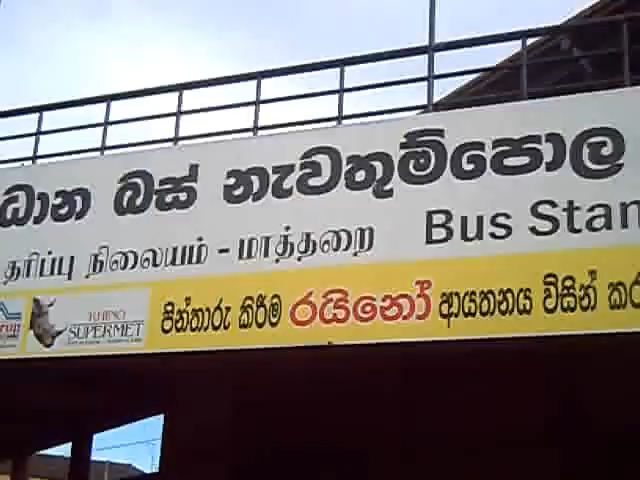 ධාන බස් නැවතුම්පොල
தரிப்பு நிலையம் - மாத்தறை Bus Stan
RHINO
SUPERMET
පින්තාරු කිරීම රයිනෝ ආයතනය විසින් කර